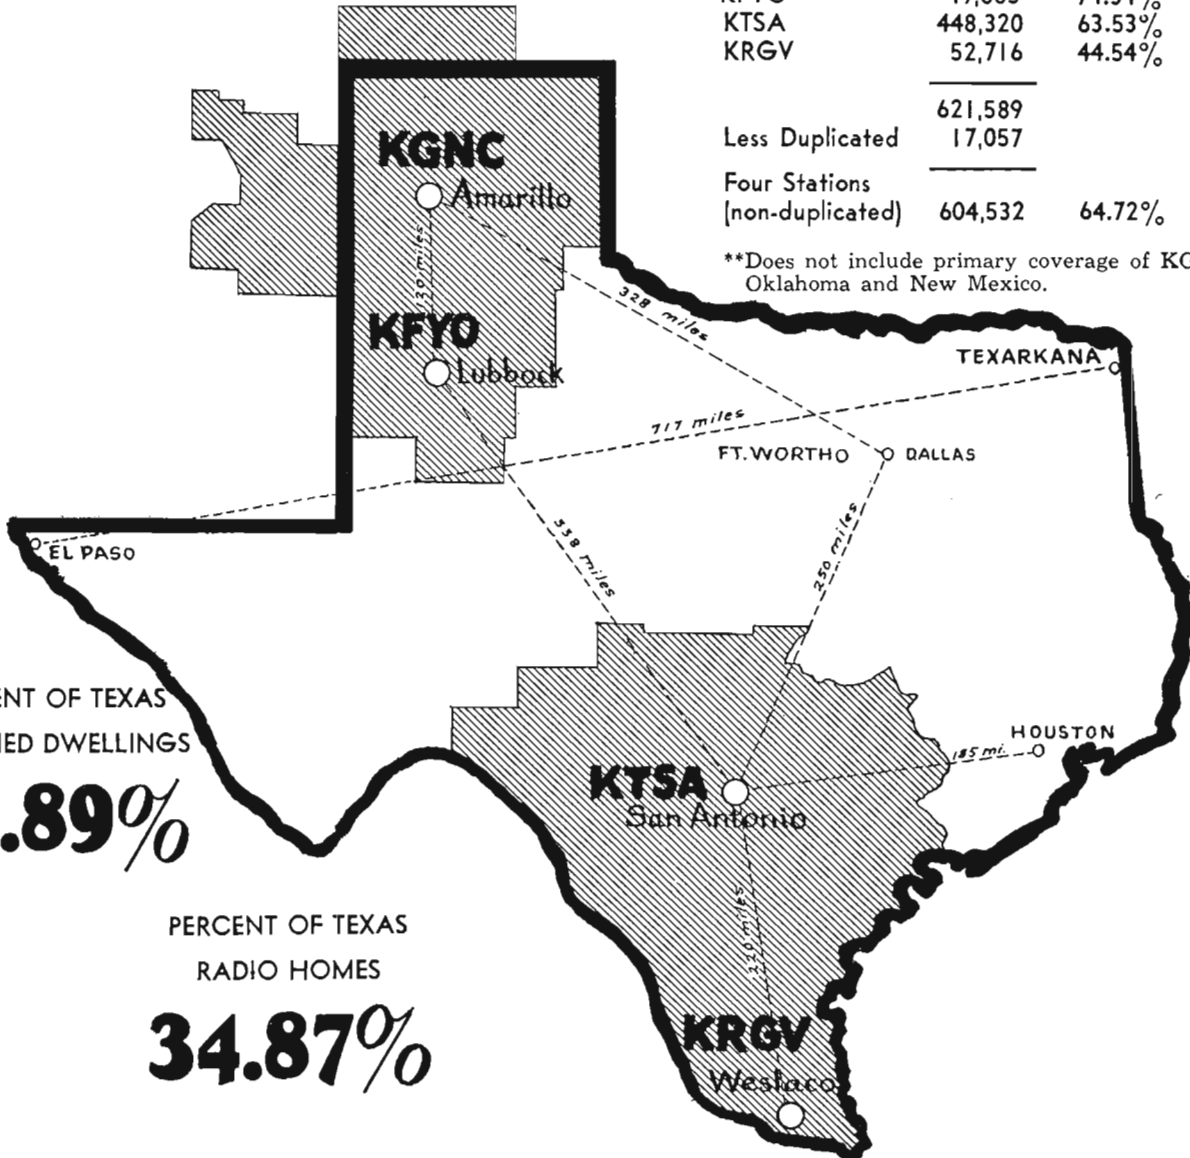 KTSA 448,320 63.53%
KRGV 52,716 44.54%
621,589
Less Duplicated 17,057
Four Stations
(non-duplicated) 604,532 64.72%
**Does not include primary coverage of
Oklahoma and New Mexico.
KGNC
Amarillo
120 miles
KFYO
Lubbock
328 miles
TEXARKANA
717 miles
FT. WORTH
DALLAS
338 miles
250 miles
EL PASO
OF TEXAS
DWELLINGS
.89%
HOUSTON
185 mi.
KTSA
San Antonio
220 miles
PERCENT OF TEXAS
RADIO HOMES
34.87%
KRGV
Weslaco